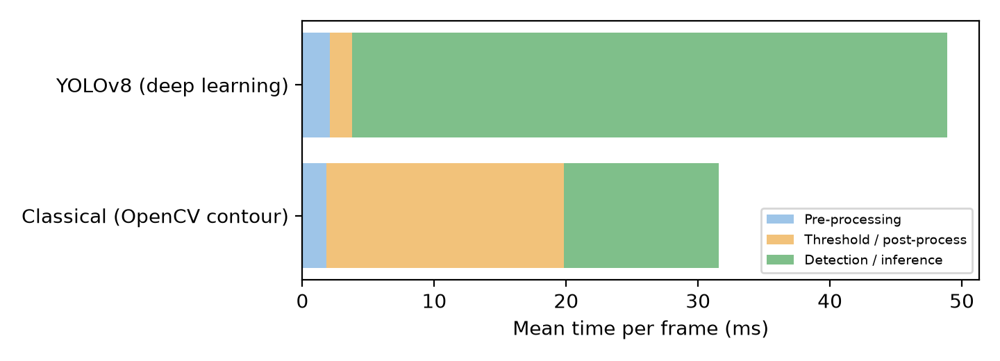 YOLOv8 (deep learning)
Classical (OpenCV contour)
Pre-processing
Threshold / post-process
Detection / inference
0 10 20 30 40 50
Mean time per frame (ms)